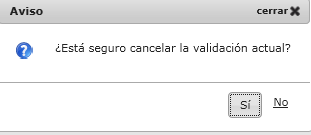 Aviso cerrar
¿Está seguro cancelar la validación actual?
Sí No